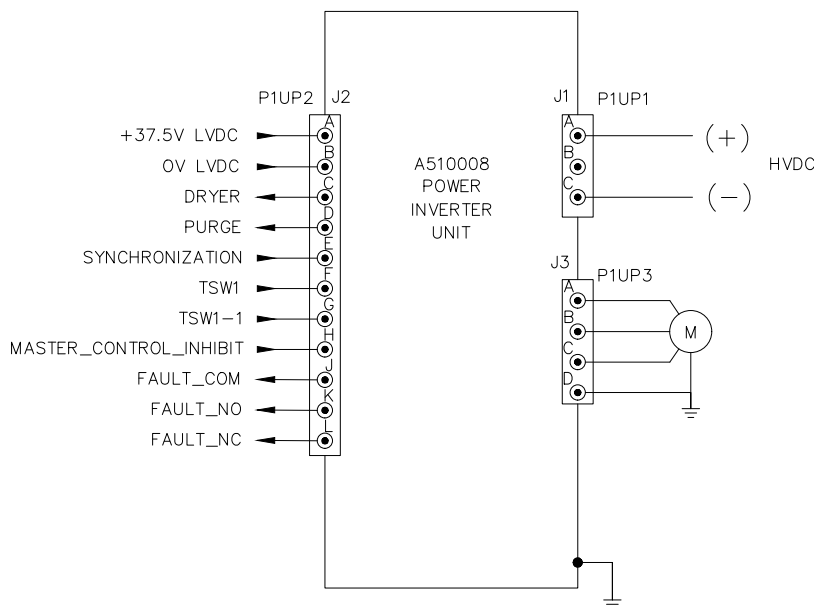 P1UP2 J2
A
+37.5V LVDC
B
0V LVDC
C
DRYER
D
PURGE
E
SYNCHRONIZATION
F
TSW1
G
TSW1-1
H
MASTER_CONTROL_INHIBIT
J
FAULT_COM
K
FAULT_NO
L
FAULT_NC
A510008
POWER
INVERTER
UNIT
J1 P1UP1
A
(+)
B
HVDC
C
(-)
J3
P1UP3
A
B
M
C
D